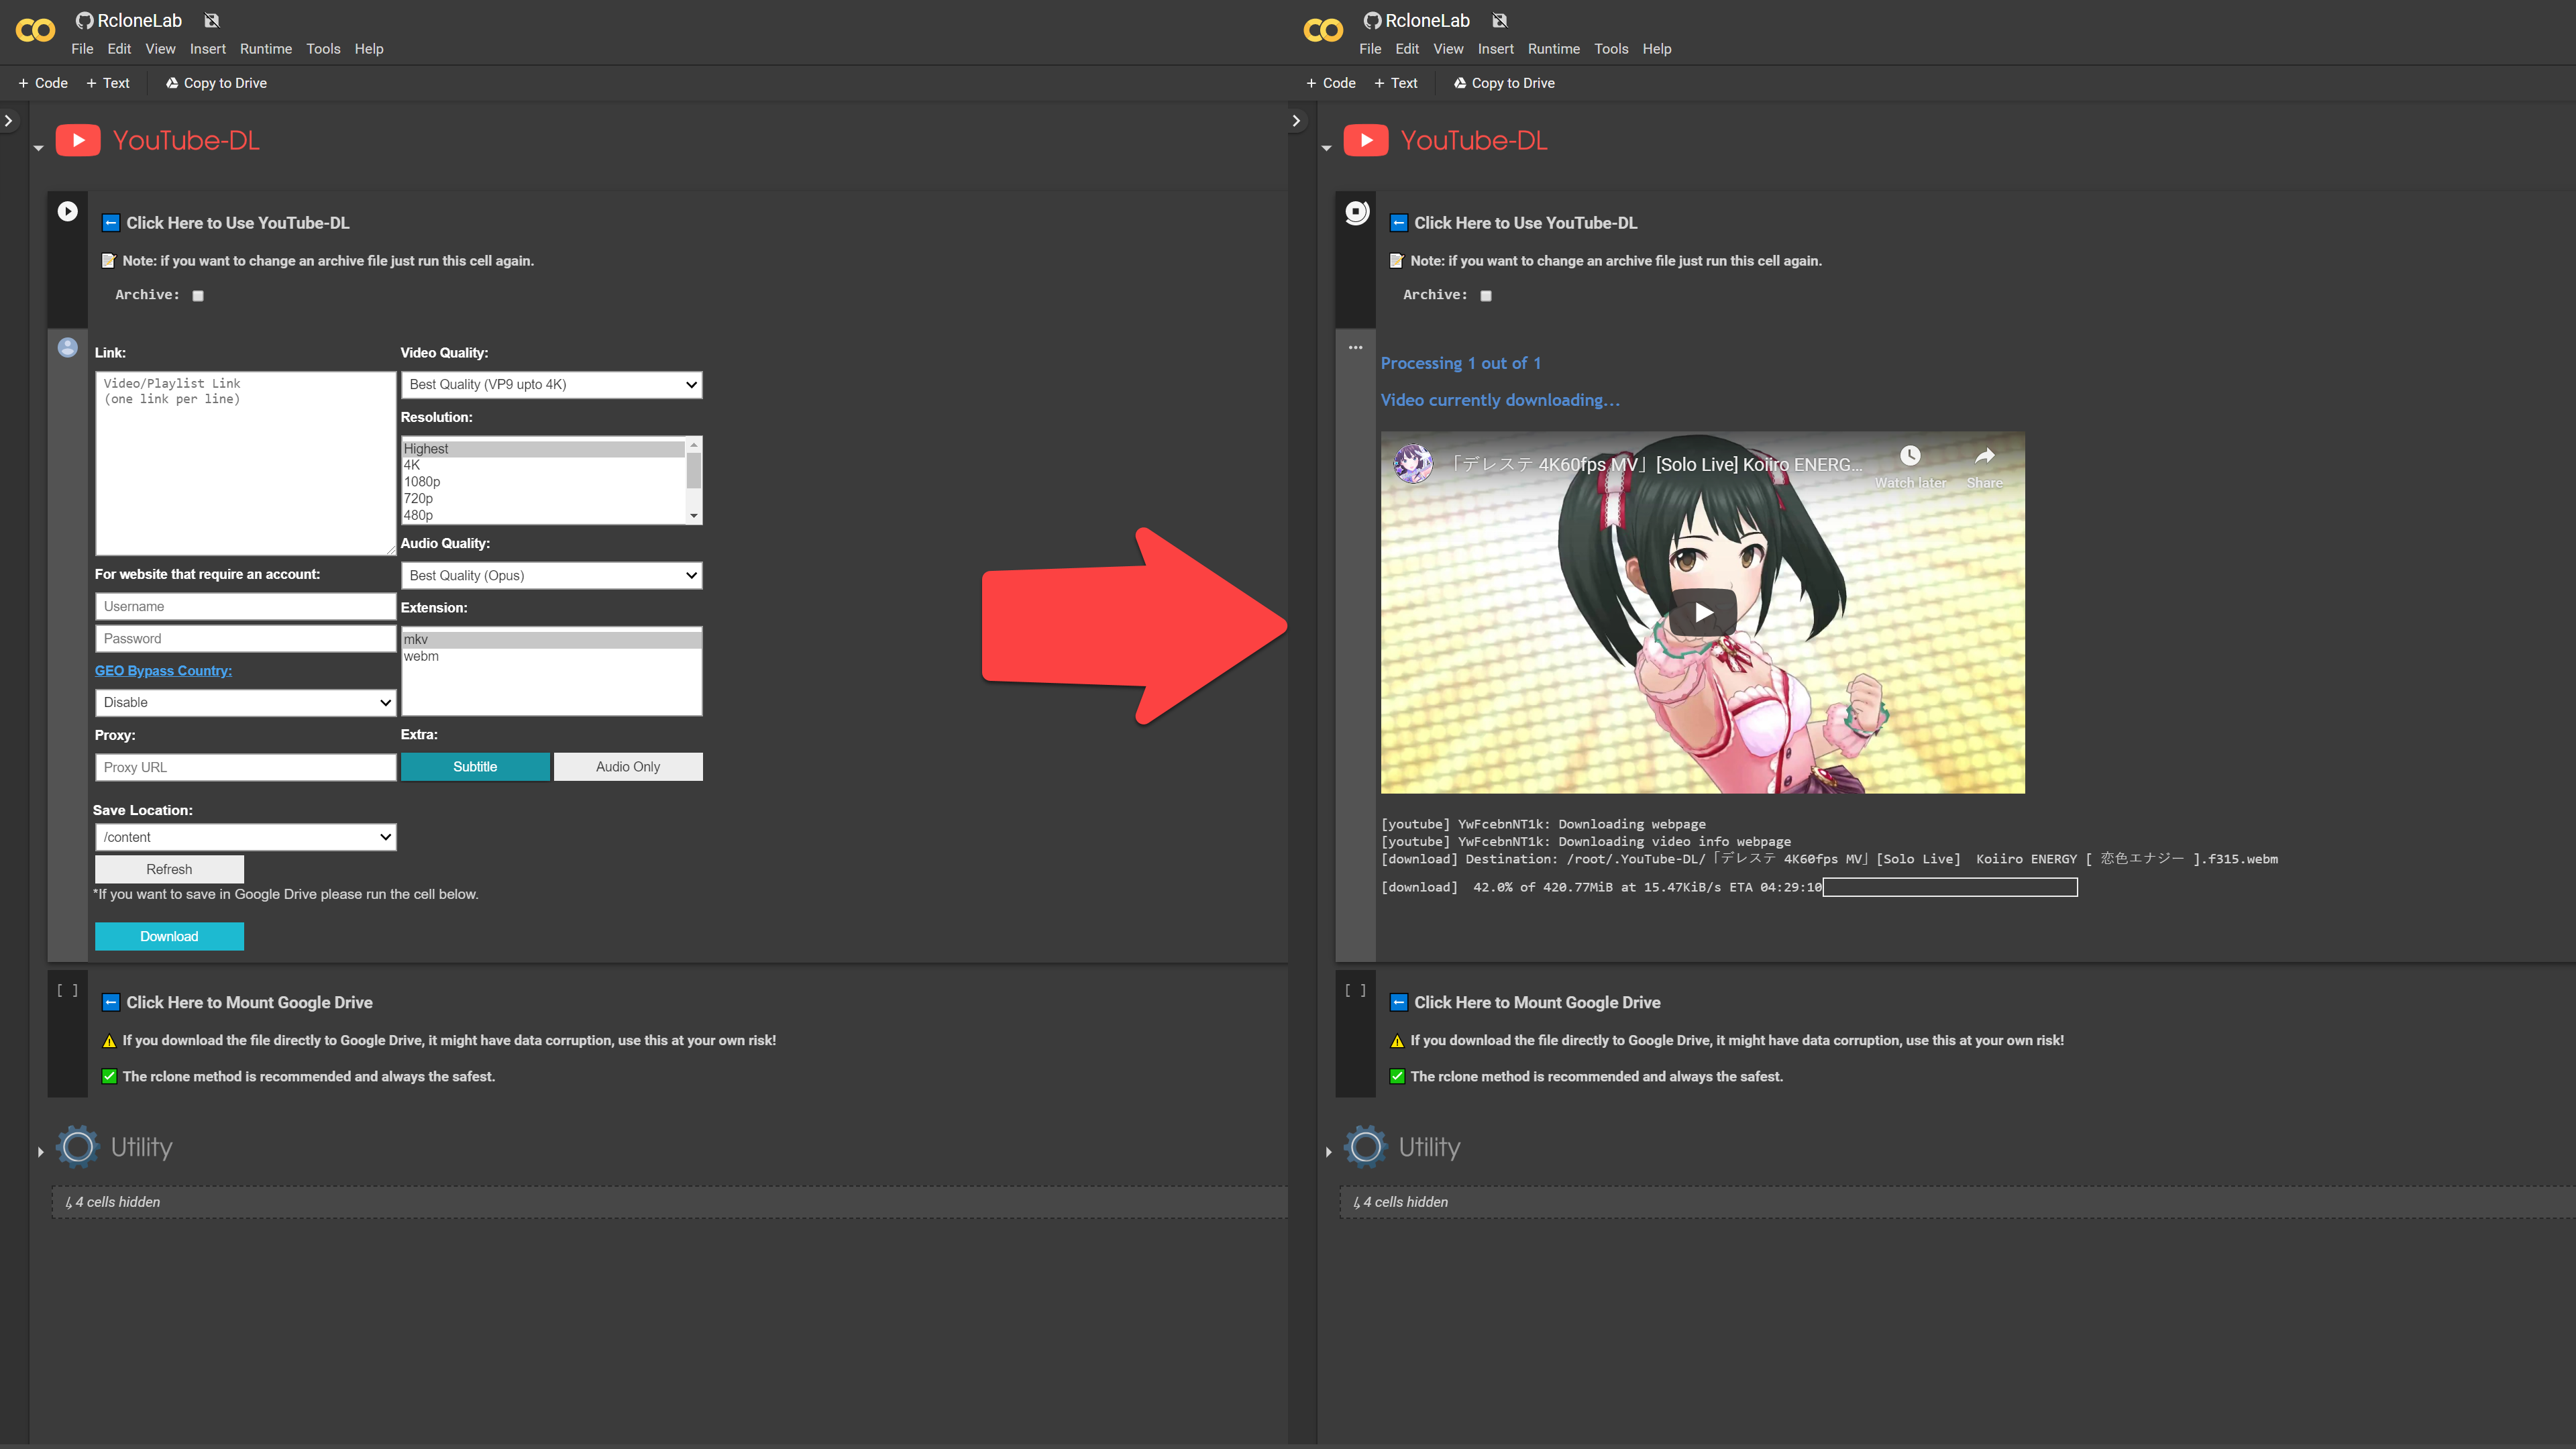 RcloneLab
File Edit View Insert Runtime Tools Help
+ Code + Text Copy to Drive
YouTube-DL
Click Here to Use YouTube-DL
Note: if you want to change an archive file just run this cell again.
Archive:
Link:
Video/Playlist Link
(one link per line)
For website that require an account:
Username
Password
GEO Bypass Country:
Disable
Proxy:
Proxy URL
Video Quality:
Best Quality (VP9 upto 4K)
Resolution:
Highest
4K
1080p
720p
480p
Audio Quality:
Best Quality (Opus)
Extension:
mkv
webm
Extra:
Subtitle Audio Only
Save Location:
/content
Refresh
*If you want to save in Google Drive please run the cell below.
Download
[ ]
Click Here to Mount Google Drive
If you download the file directly to Google Drive, it might have data corruption, use this at your own risk!
The rclone method is recommended and always the safest.
Utility
4 cells hidden
RcloneLab
File Edit View Insert Runtime Tools Help
+ Code + Text Copy to Drive
YouTube-DL
Click Here to Use YouTube-DL
Note: if you want to change an archive file just run this cell again.
Archive:
Processing 1 out of 1
Video currently downloading...
「デレステ 4K60fps MV」[Solo Live] Koiiro ENERG...
Watch later Share
[youtube] YwFcebnNT1k: Downloading webpage
[youtube] YwFcebnNT1k: Downloading video info webpage
[download] Destination: /root/.YouTube-DL/「デレステ 4K60fps MV」[Solo Live]  Koiiro ENERGY [ 恋色エナジー ].f315.webm
[download]  42.0% of 420.77MiB at 15.47KiB/s ETA 04:29:10
[ ]
Click Here to Mount Google Drive
If you download the file directly to Google Drive, it might have data corruption, use this at your own risk!
The rclone method is recommended and always the safest.
Utility
4 cells hidden